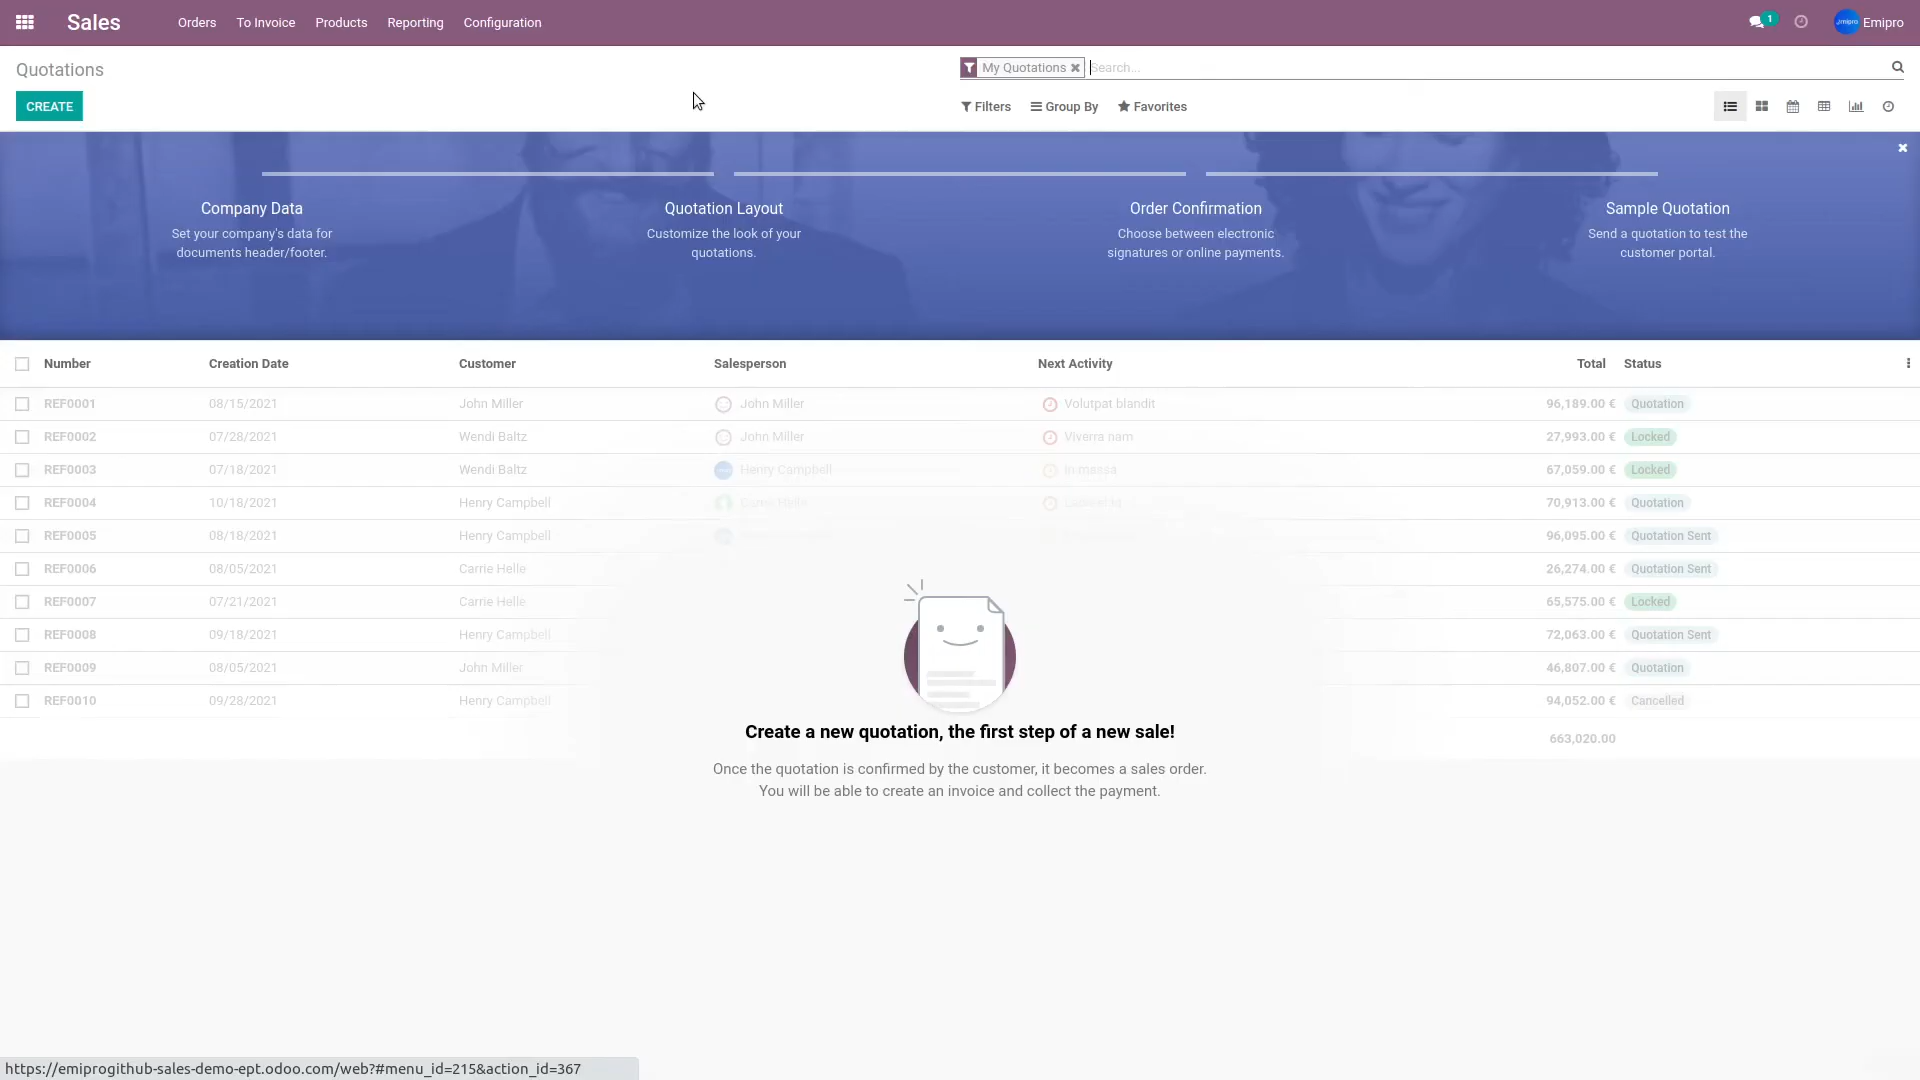 Sales Orders To Invoice Products Reporting Configuration 1 Emipro
Quotations
My Quotations Search...
CREATE
Filters Group By Favorites
Company Data Quotation Layout Order Confirmation Sample Quotation
Set your company's data for Customize the look of your Choose between electronic Send a quotation to test the
documents header/footer. quotations. signatures or online payments. customer portal.
Number Creation Date Customer Salesperson Next Activity Total Status
REF0001 08/15/2021 John Miller John Miller Volutpat blandit 96,189.00 € Quotation
REF0002 07/28/2021 Wendi Baltz John Miller Viverra nam 27,993.00 € Locked
REF0003 07/18/2021 Wendi Baltz Henry Campbell In massa 67,059.00 € Locked
REF0004 10/18/2021 Henry Campbell Carrie Helle 70,913.00 € Quotation
REF0005 08/18/2021 Henry Campbell 96,095.00 € Quotation Sent
REF0006 08/05/2021 Carrie Helle 26,274.00 € Quotation Sent
REF0007 07/21/2021 Carrie Helle 65,575.00 € Locked
REF0008 09/18/2021 Henry Campbell 72,063.00 € Quotation Sent
REF0009 08/05/2021 John Miller 46,807.00 € Quotation
REF0010 09/28/2021 Henry Campbell 94,052.00 € Cancelled
663,020.00
Create a new quotation, the first step of a new sale!
Once the quotation is confirmed by the customer, it becomes a sales order.
You will be able to create an invoice and collect the payment.
https://emiprogithub-sales-demo-ept.odoo.com/web?#menu_id=215&action_id=367